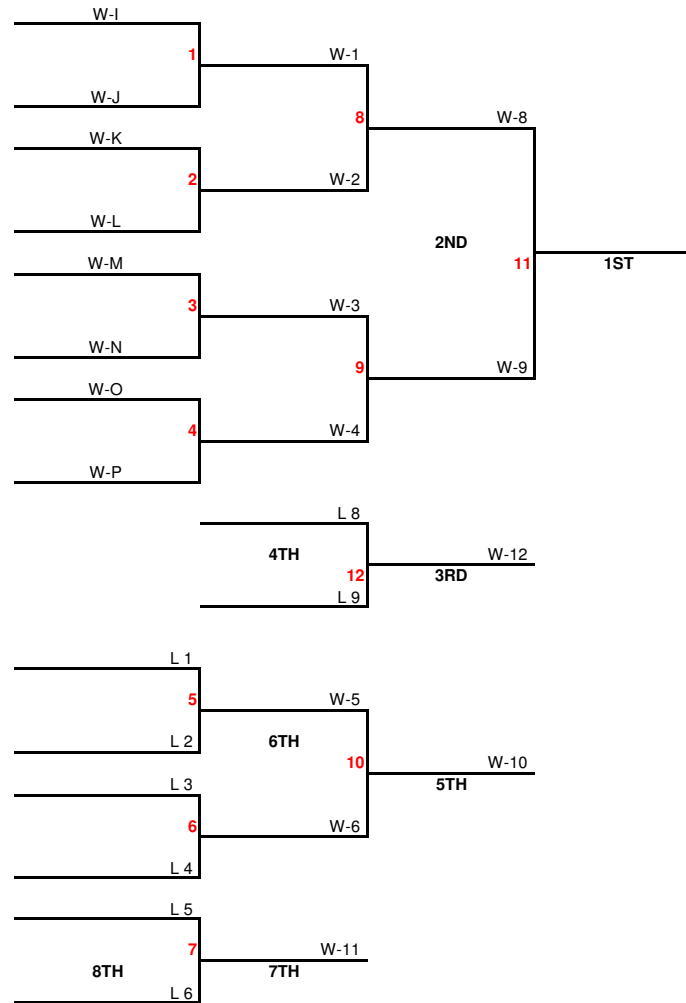 W-I
1
W-1
W-J
8
W-8
W-K
2
W-2
W-L
2ND
11
1ST
W-M
3
W-3
W-N
9
W-9
W-O
4
W-4
W-P
L 8
4TH
12
W-12
3RD
L 9
L 1
5
W-5
L 2
6TH
10
W-10
5TH
L 3
6
W-6
L 4
L 5
7
W-11
8TH
7TH
L 6